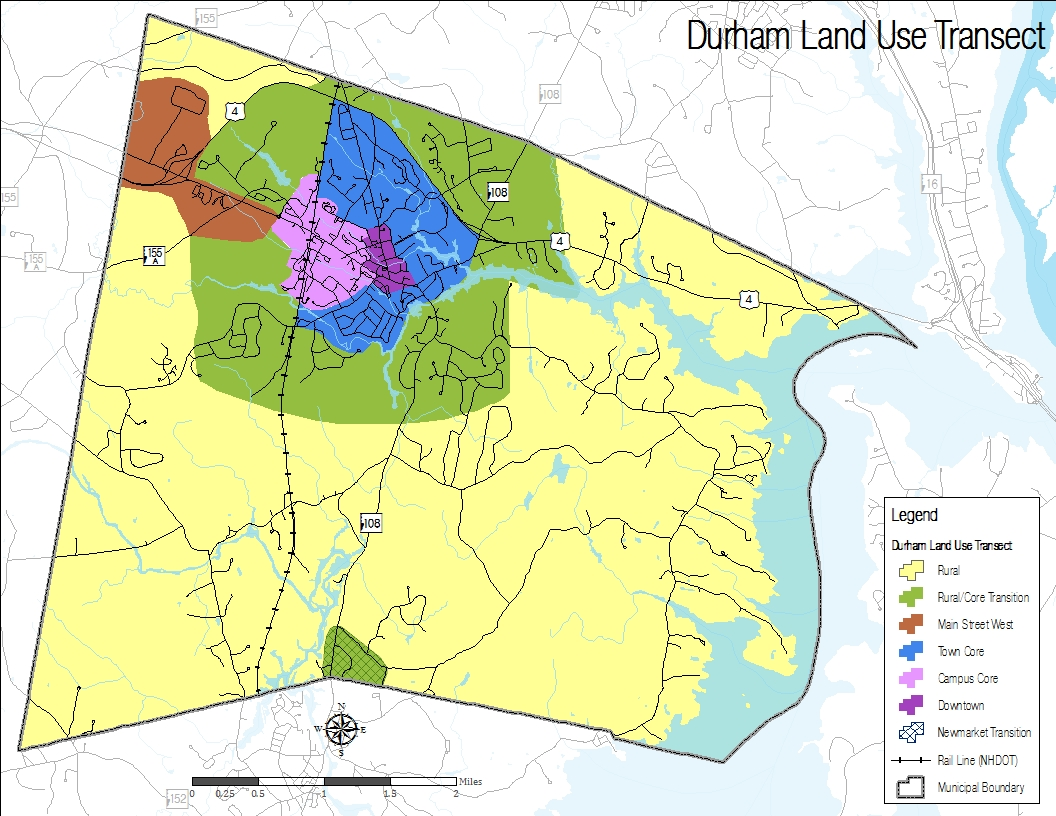 Durham Land Use Transect
155
4
108
108
16
155
155
A
155
A
4
4
108
Legend
Durham Land Use Transect
Rural
Rural/Core Transition
Main Street West
Town Core
Campus Core
Downtown
Newmarket Transition
Rail Line (NHDOT)
Municipal Boundary
N
W
E
S
Miles
0
0.25
0.5
1
1.5
2
152